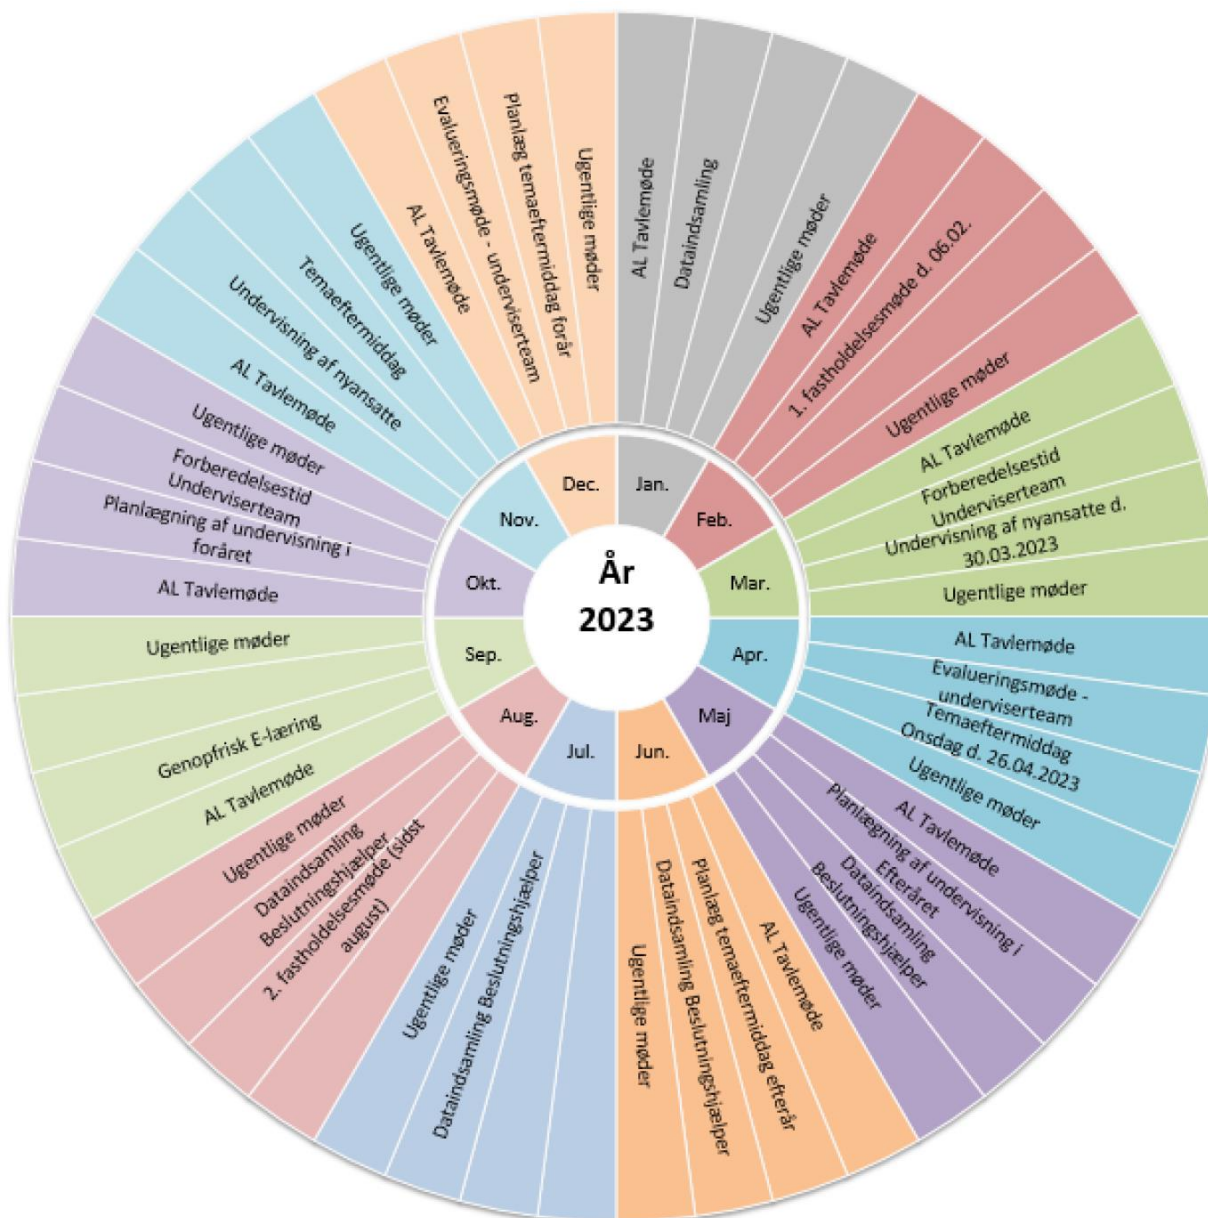 År
2023
Jan.
AL Tavlemøde
Dataindsamling
Ugentlige møder
Feb.
AL Tavlemøde
1. fastholdelsesmøde d. 06.02.
Ugentlige møder
Mar.
AL Tavlemøde
Forberedelsestid
Underviserteam
Undervisning af nyansatte d.
30.03.2023
Ugentlige møder
Apr.
AL Tavlemøde
Evalueringsmøde -
underviserteam
Temaeftermiddag
Onsdag d. 26.04.2023
Ugentlige møder
Maj
AL Tavlemøde
Planlægning af undervisning i
Efteråret
Dataindsamling
Beslutningshjælper
Ugentlige møder
Jun.
AL Tavlemøde
Planlæg temaeftermiddag efterår
Dataindsamling Beslutningshjælper
Ugentlige møder
Jul.
Dataindsamling Beslutningshjælper
Ugentlige møder
Aug.
2. fastholdelsesmøde (sidst
august)
Dataindsamling
Beslutningshjælper
Ugentlige møder
Sep.
AL Tavlemøde
Genopfrisk E-læring
Ugentlige møder
Okt.
AL Tavlemøde
Planlægning af undervisning i
foråret
Forberedelsestid
Underviserteam
Ugentlige møder
Nov.
AL Tavlemøde
Undervisning af nyansatte
Temaeftermiddag
Ugentlige møder
Dec.
AL Tavlemøde
Evalueringsmøde - underviserteam
Planlæg temaeftermiddag forår
Ugentlige møder